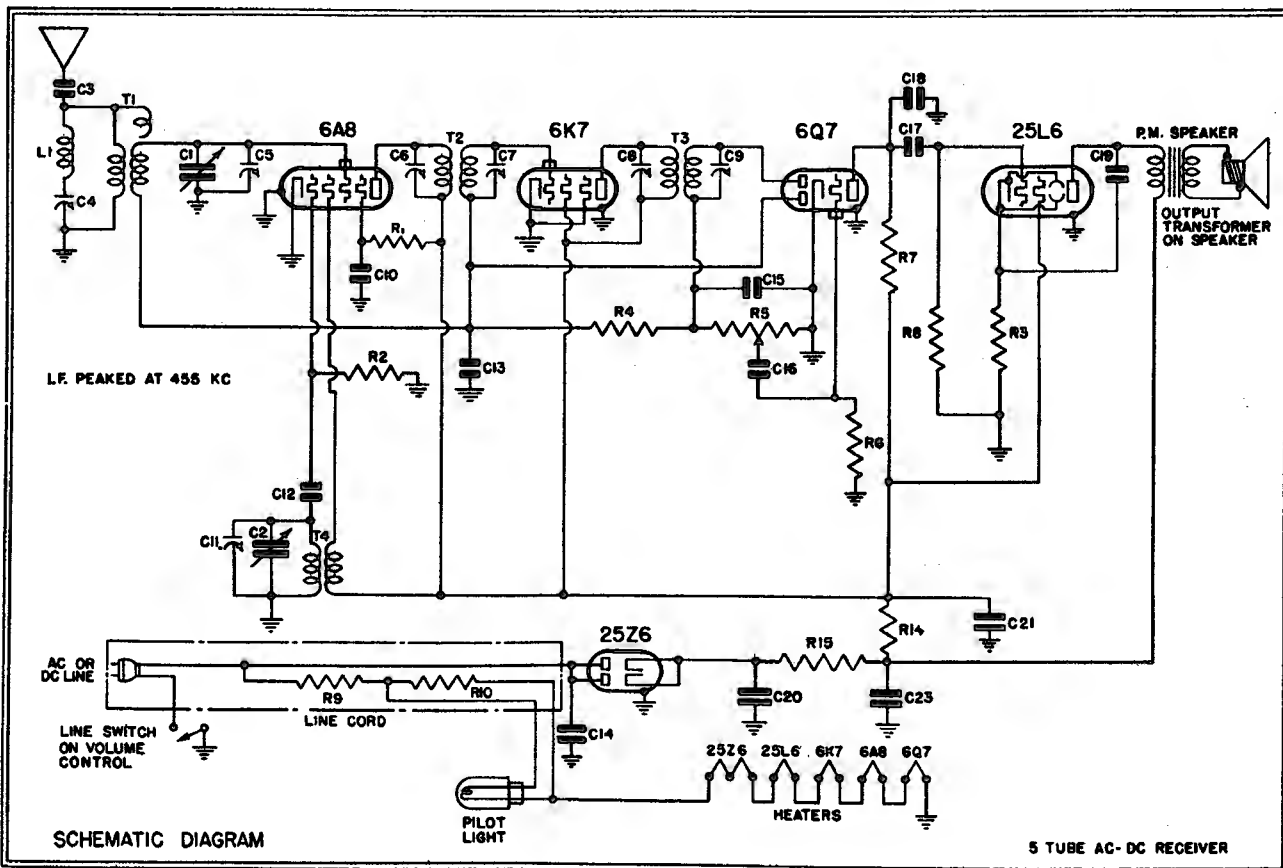 C3
T1
L1
C4
C1
C5
6A8
C6
T2
C7
6K7
C8
T3
C9
6Q7
C18
C17
25L6
C19
P.M. SPEAKER
OUTPUT
TRANSFORMER
ON SPEAKER
R1
C10
R7
C15
R8
R3
R4
R5
I.F. PEAKED AT 455 KC
R2
C13
C16
R6
C12
C11
C2
T4
C21
R14
25Z6
R15
AC OR
DC LINE
R9
R10
LINE CORD
C20
C23
C14
LINE SWITCH
ON VOLUME
CONTROL
25Z6 25L6 6K7 6A8 6Q7
HEATERS
PILOT
LIGHT
SCHEMATIC DIAGRAM
5 TUBE AC-DC RECEIVER